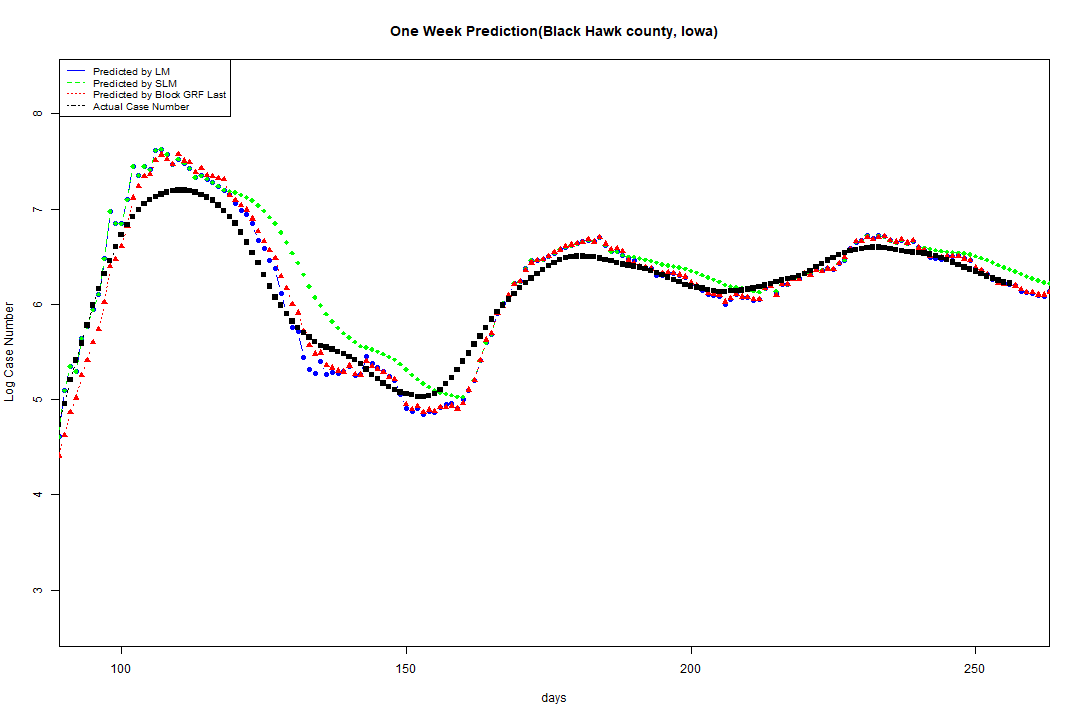 One Week Prediction(Black Hawk county, Iowa)
Predicted by LM
Predicted by SLM
Predicted by Block GRF Last
Actual Case Number
8
7
6
5
4
3
Log Case Number
100 150 200 250
days